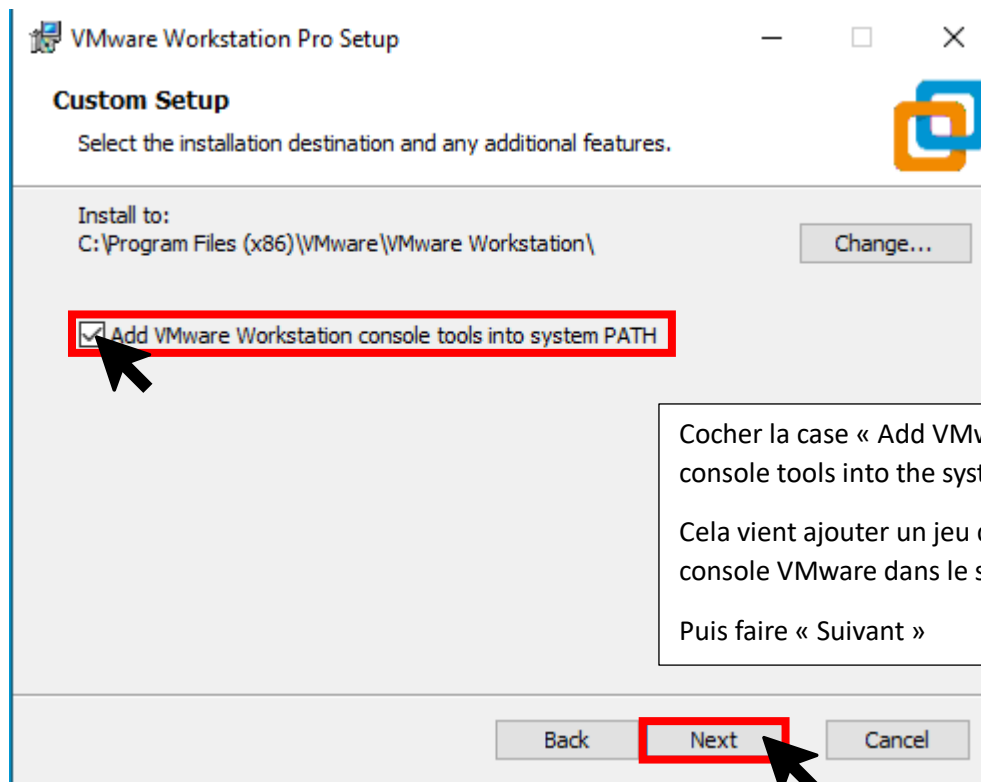 VMware Workstation Pro Setup
Custom Setup
Select the installation destination and any additional features.
Install to:
C:\Program Files (x86)\VMware\VMware Workstation\
Change...
Add VMware Workstation console tools into system PATH
Cocher la case « Add
console tools into the
Cela vient ajouter un jeu
console VMware dans le
Puis faire « Suivant »
Back
Next
Cancel